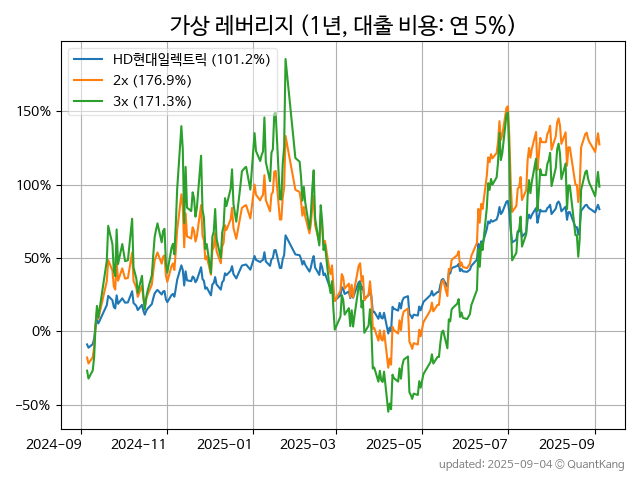 가상 레버리지 (1년, 대출 비용: 연 5%)
HD현대일렉트릭 (101.2%)
2x (176.9%)
3x (171.3%)
150%
100%
50%
0%
−50%
2024-09
2024-11
2025-01
2025-03
2025-05
2025-07
2025-09
updated: 2025-09-04 © QuantKang